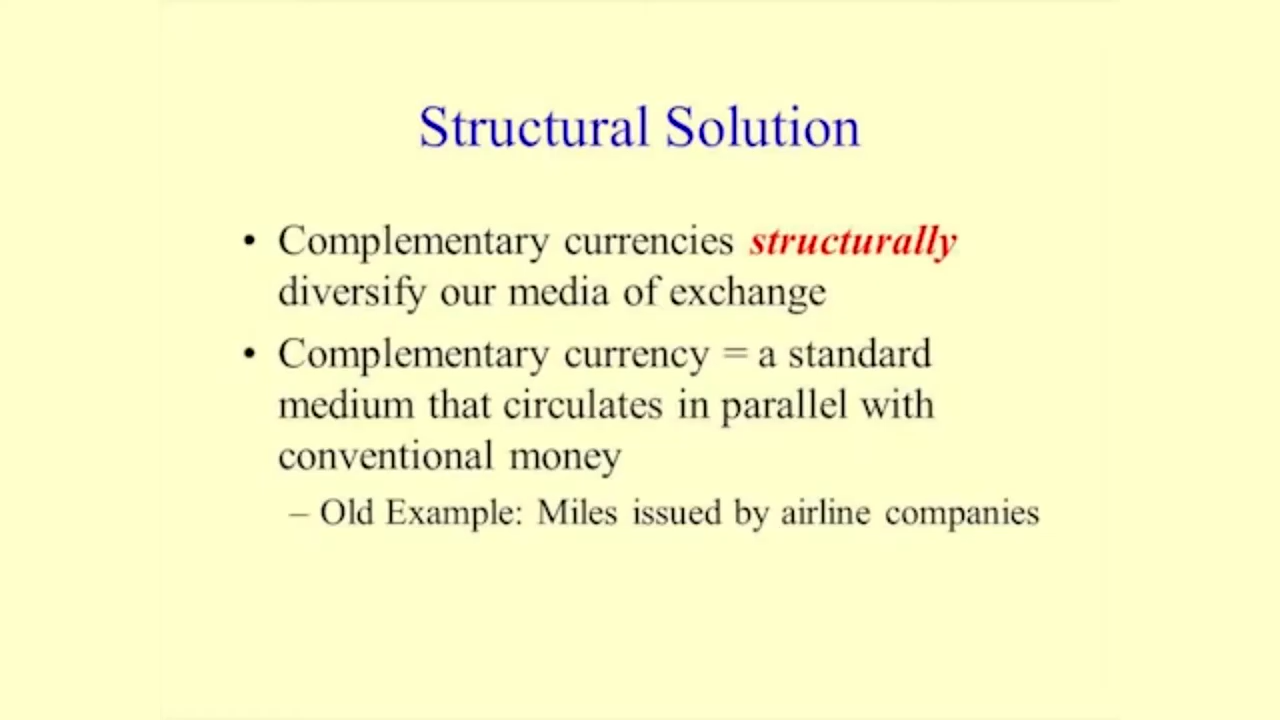 Structural Solution
• Complementary currencies structurally
diversify our media of exchange
• Complementary currency = a standard
medium that circulates in parallel with
conventional money
– Old Example: Miles issued by airline companies